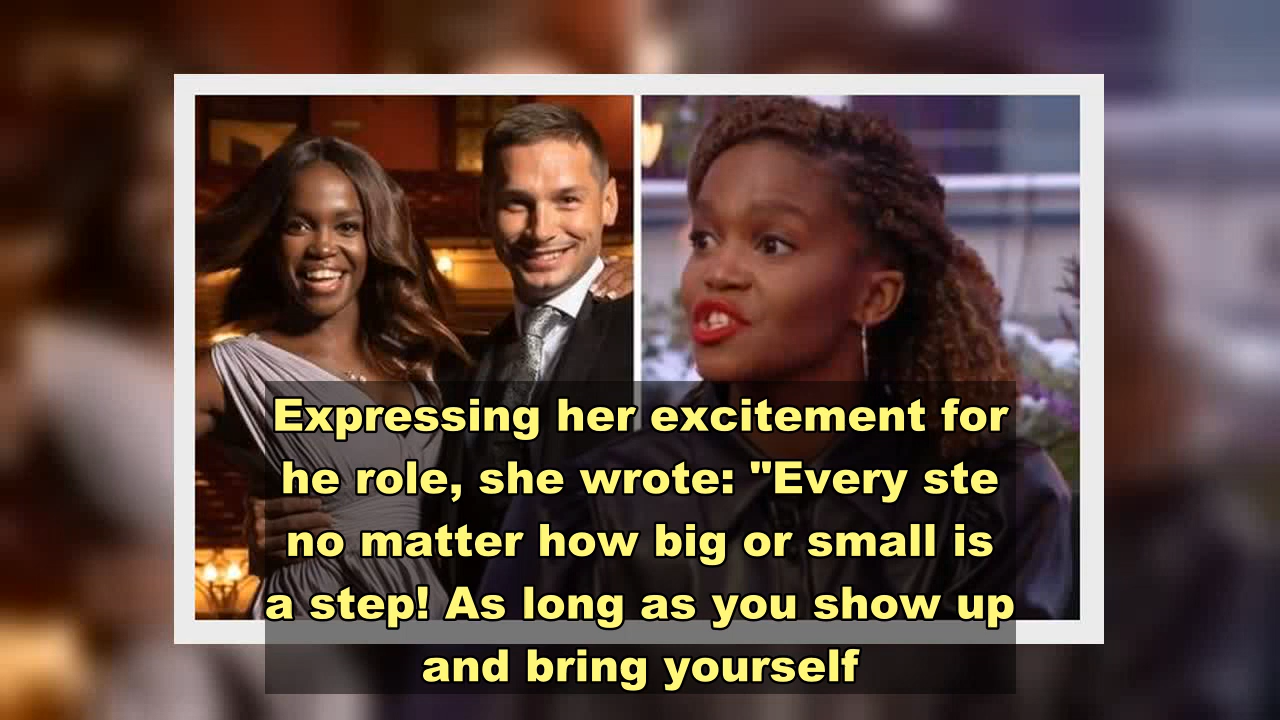 Expressing her excitement for
he role, she wrote: "Every ste
no matter how big or small is
a step! As long as you show up
and bring yourself